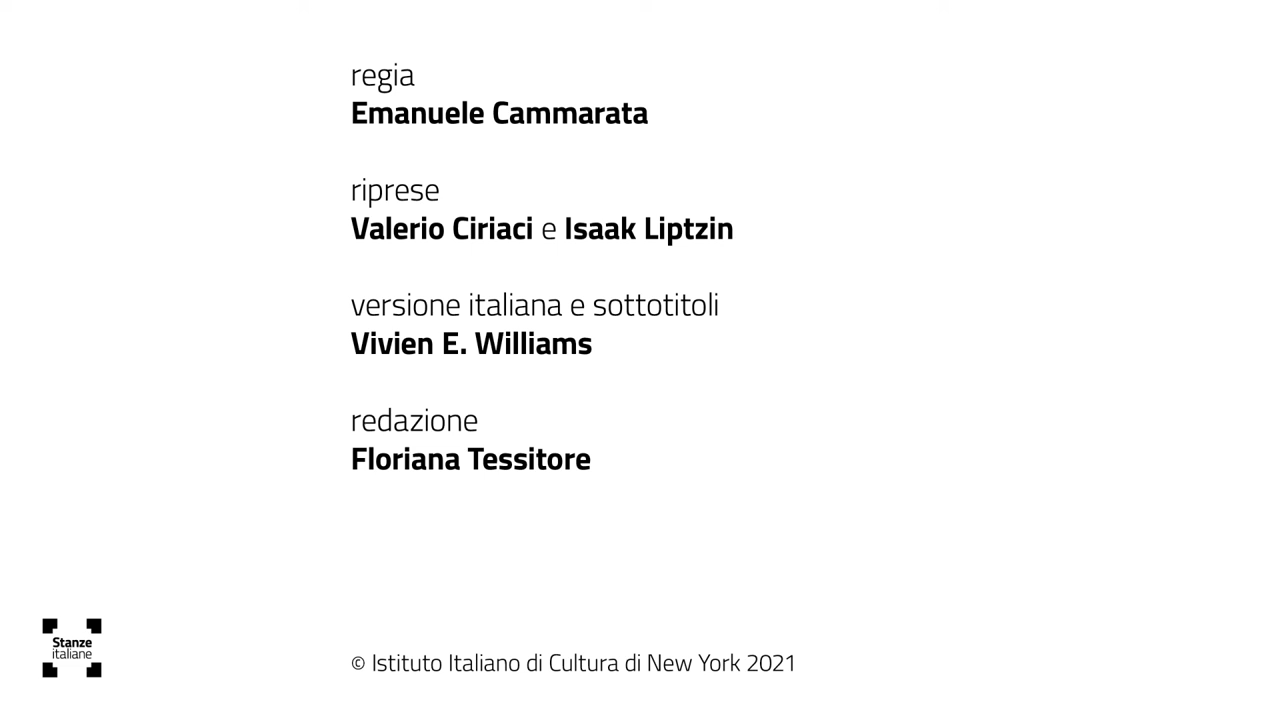 regia
Emanuele Cammarata
riprese
Valerio Ciriaci e Isaak Liptzin
versione italiana e sottotitoli
Vivien E. Williams
redazione
Floriana Tessitore
Stanze
italiane
© Istituto Italiano di Cultura di New York 2021